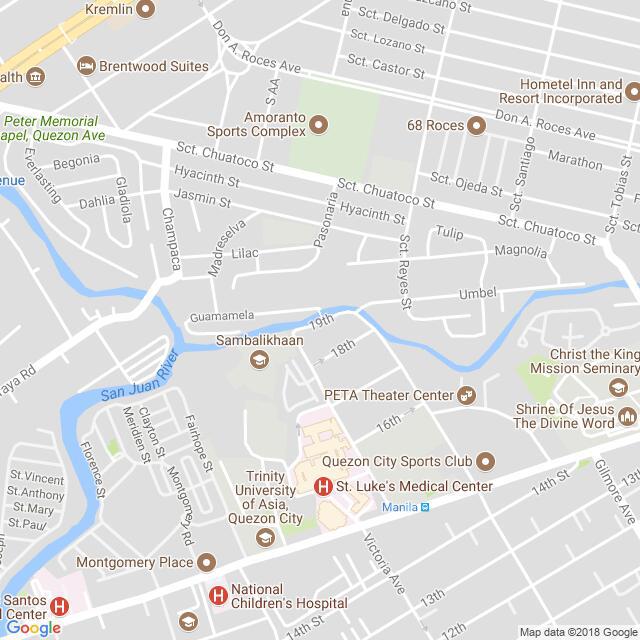 Kremlin
Sct. Delgado St
Sct. Lozano St
Sct. Castor St
Don A. Roces Ave
Brentwood Suites
ealth
Hometel Inn and
Resort Incorporated
S AA
Amoranto
Sports Complex
68 Roces
Don A. Roces Ave
Peter Memorial
apel, Quezon Ave
Sct. Chuatoco St
Marathon
Sct. Santiago
Sct. Tobias St
Begonia
Everlasting
Gladiola
Dahlia
Hyacinth St
Jasmin St
Sct. Chuatoco St
Sct. Ojeda St
enue
Champaca
Madreselva
Pasonaria
Hyacinth St
Tulip
Sct. Chuatoco St
Lilac
Sct. Reyes St
Magnolia
Umbel
Guamamela
19th
Sambalikhaan
18th
Christ the King
Mission Seminary
San Juan River
PETA Theater Center
Shrine Of Jesus
The Divine Word
16th
Clayton St
Meridien St
Fairhope St
Florence St
Montgomery Rd
Quezon City Sports Club
St.Vincent
St.Anthony
St.Mary
St.Paul
Trinity
University
of Asia,
Quezon City
H St. Luke's Medical Center
14th St
Gilmore Ave
Manila
Montgomery Place
Victoria Ave
13th
H National
Children's Hospital
Santos H
l Center
14th St
12th
Google
Map data ©2018 Google